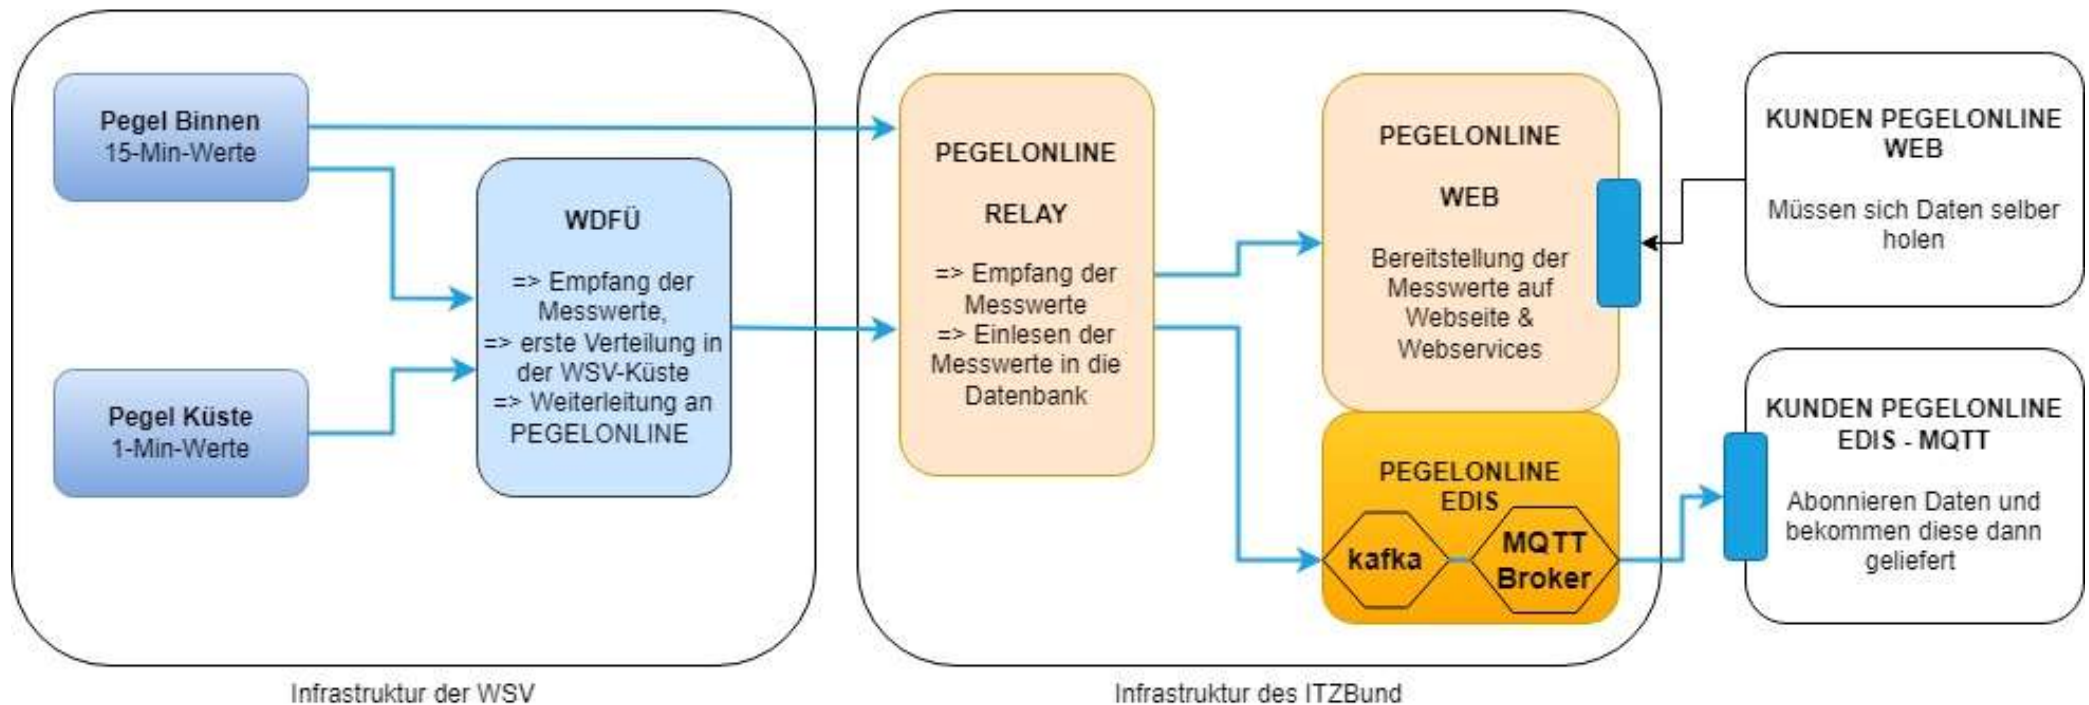 Pegel Binnen
15-Min-Werte
Pegel Küste
1-Min-Werte
WDFÜ
=> Empfang der
Messwerte,
=> erste Verteilung in
der WSV-Küste
=> Weiterleitung an
PEGELONLINE
Infrastruktur der WSV
PEGELONLINE
RELAY
=> Empfang der
Messwerte
=> Einlesen der
Messwerte in die
Datenbank
PEGELONLINE
WEB
Bereitstellung der
Messwerte auf
Webseite &
Webservices
PEGELONLINE
EDIS
kafka
MQTT
Broker
Infrastruktur des ITZBund
KUNDEN PEGELONLINE
WEB
Müssen sich Daten selber
holen
KUNDEN PEGELONLINE
EDIS - MQTT
Abonnieren Daten und
bekommen diese dann
geliefert